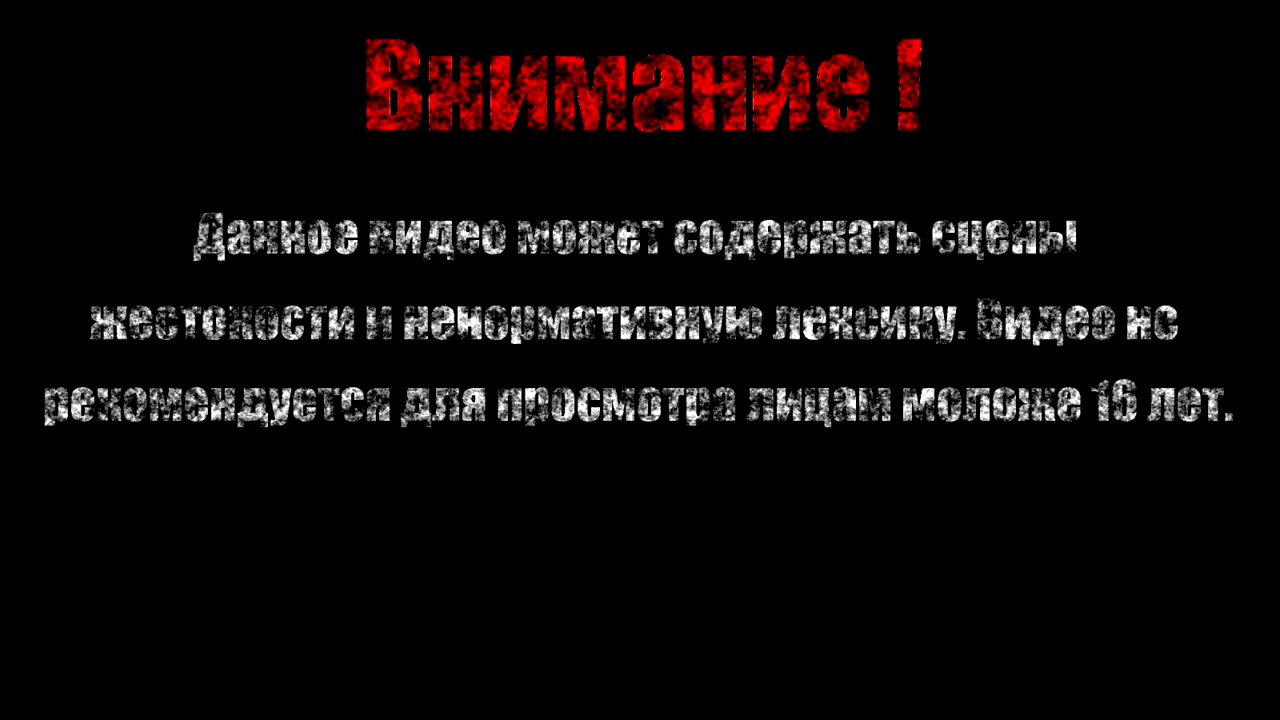 Внимание !
Данное видео может содержать сцены
жестокости и ненормативную лексику. Видео не
рекомендуется для просмотра лицам моложе 16 лет.